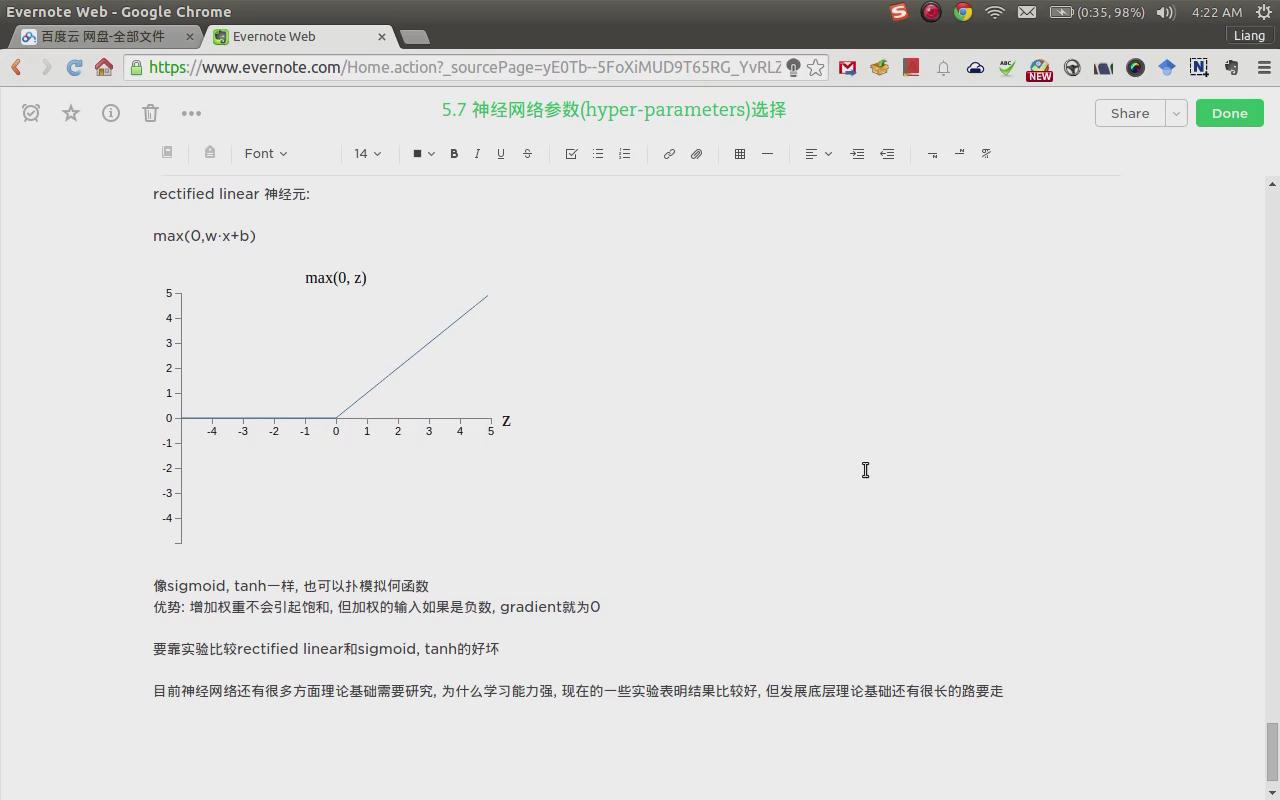 Evernote Web - Google Chrome
(0:35, 98%)
4:22 AM
百度云 网盘-全部文件
Evernote Web
Liang
https://www.evernote.com/Home.action?_sourcePage=yE0Tb--5FoXiMUD9T65RG_YvRLZ
ABC
NEW
5.7 神经网络参数(hyper-parameters)选择
Share
Done
Font
14
B
I
U
S
rectified linear 神经元:
max(0,w·x+b)
max(0, z)
5
4
3
2
1
0
-1
-2
-3
-4
-4 -3 -2 -1 0 1 2 3 4 5
z
像sigmoid, tanh一样, 也可以扑模拟何函数
优势: 增加权重不会引起饱和, 但加权的输入如果是负数, gradient就为0
要靠实验比较rectified linear和sigmoid, tanh的好坏
目前神经网络还有很多方面理论基础需要研究, 为什么学习能力强, 现在的一些实验表明结果比较好, 但发展底层理论基础还有很长的路要走